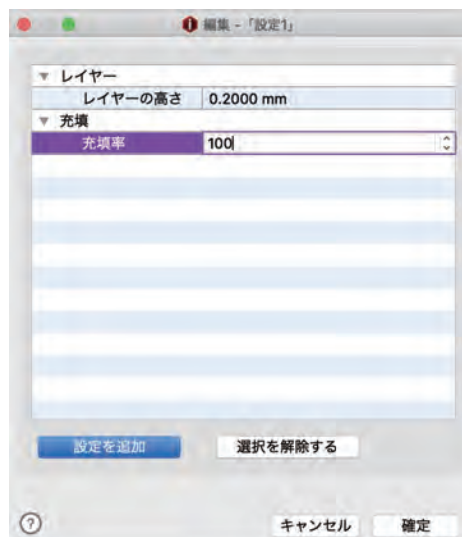 編集 - 「設定1」
レイヤー
レイヤーの高さ 0.2000 mm
充填
充填率 100
設定を追加 選択を解除する
? キャンセル 確定